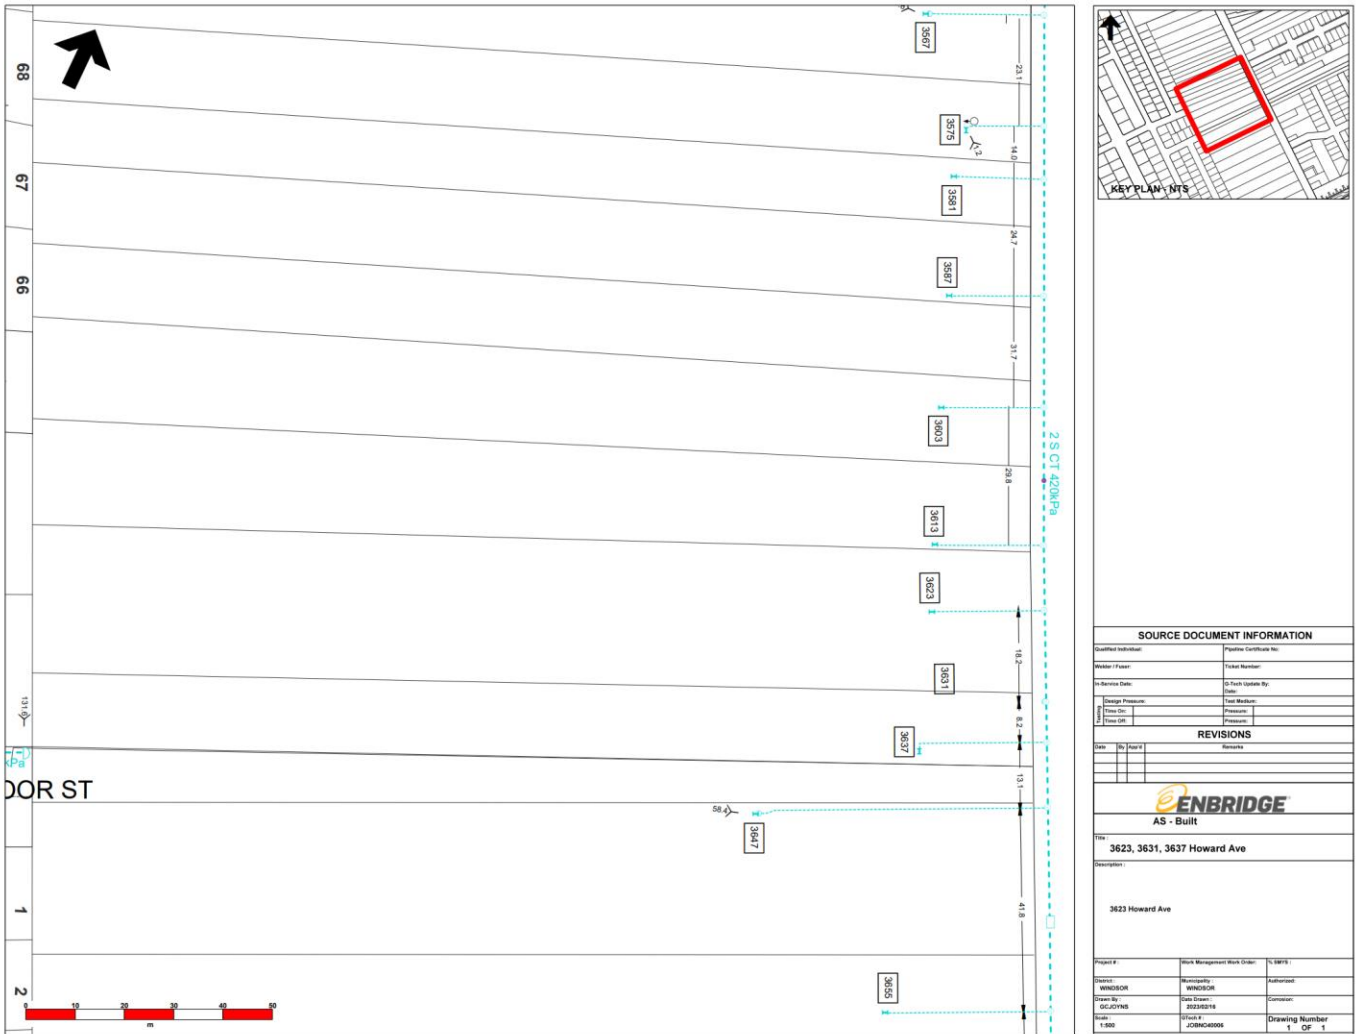 68
67
66
1
2
DOOR ST
131.6
kPa
3567
3575
3581
3587
3603
3613
3623
3631
3637
3647
3655
23.1
14.0
1.2
24.7
31.7
29.8
18.2
8.2
13.1
58.4
41.8
2 S CT 420kPa
0 10 20 30 40 50
m
KEY PLAN - NTS
SOURCE DOCUMENT INFORMATION
Qualified Individual: Pipeline Certificate No:
Welder / Fuser: Ticket Number:
In-Service Date: G-Tech Update By:
Date:
Testing
Design Pressure: Test Medium:
Time On: Pressure:
Time Off: Pressure:
REVISIONS
Date By App'd Remarks
ENBRIDGE
AS - Built
Title :
3623, 3631, 3637 Howard Ave
Description :
3623 Howard Ave
Project # : Work Management Work Order: % SMYS :
District : Municipality : Authorized:
WINDSOR WINDSOR
Drawn By : Date Drawn : Corrosion:
GCJOYNS 2023/02/16
Scale : GTech # : Drawing Number
1:500 JOBNO40006 1 OF 1